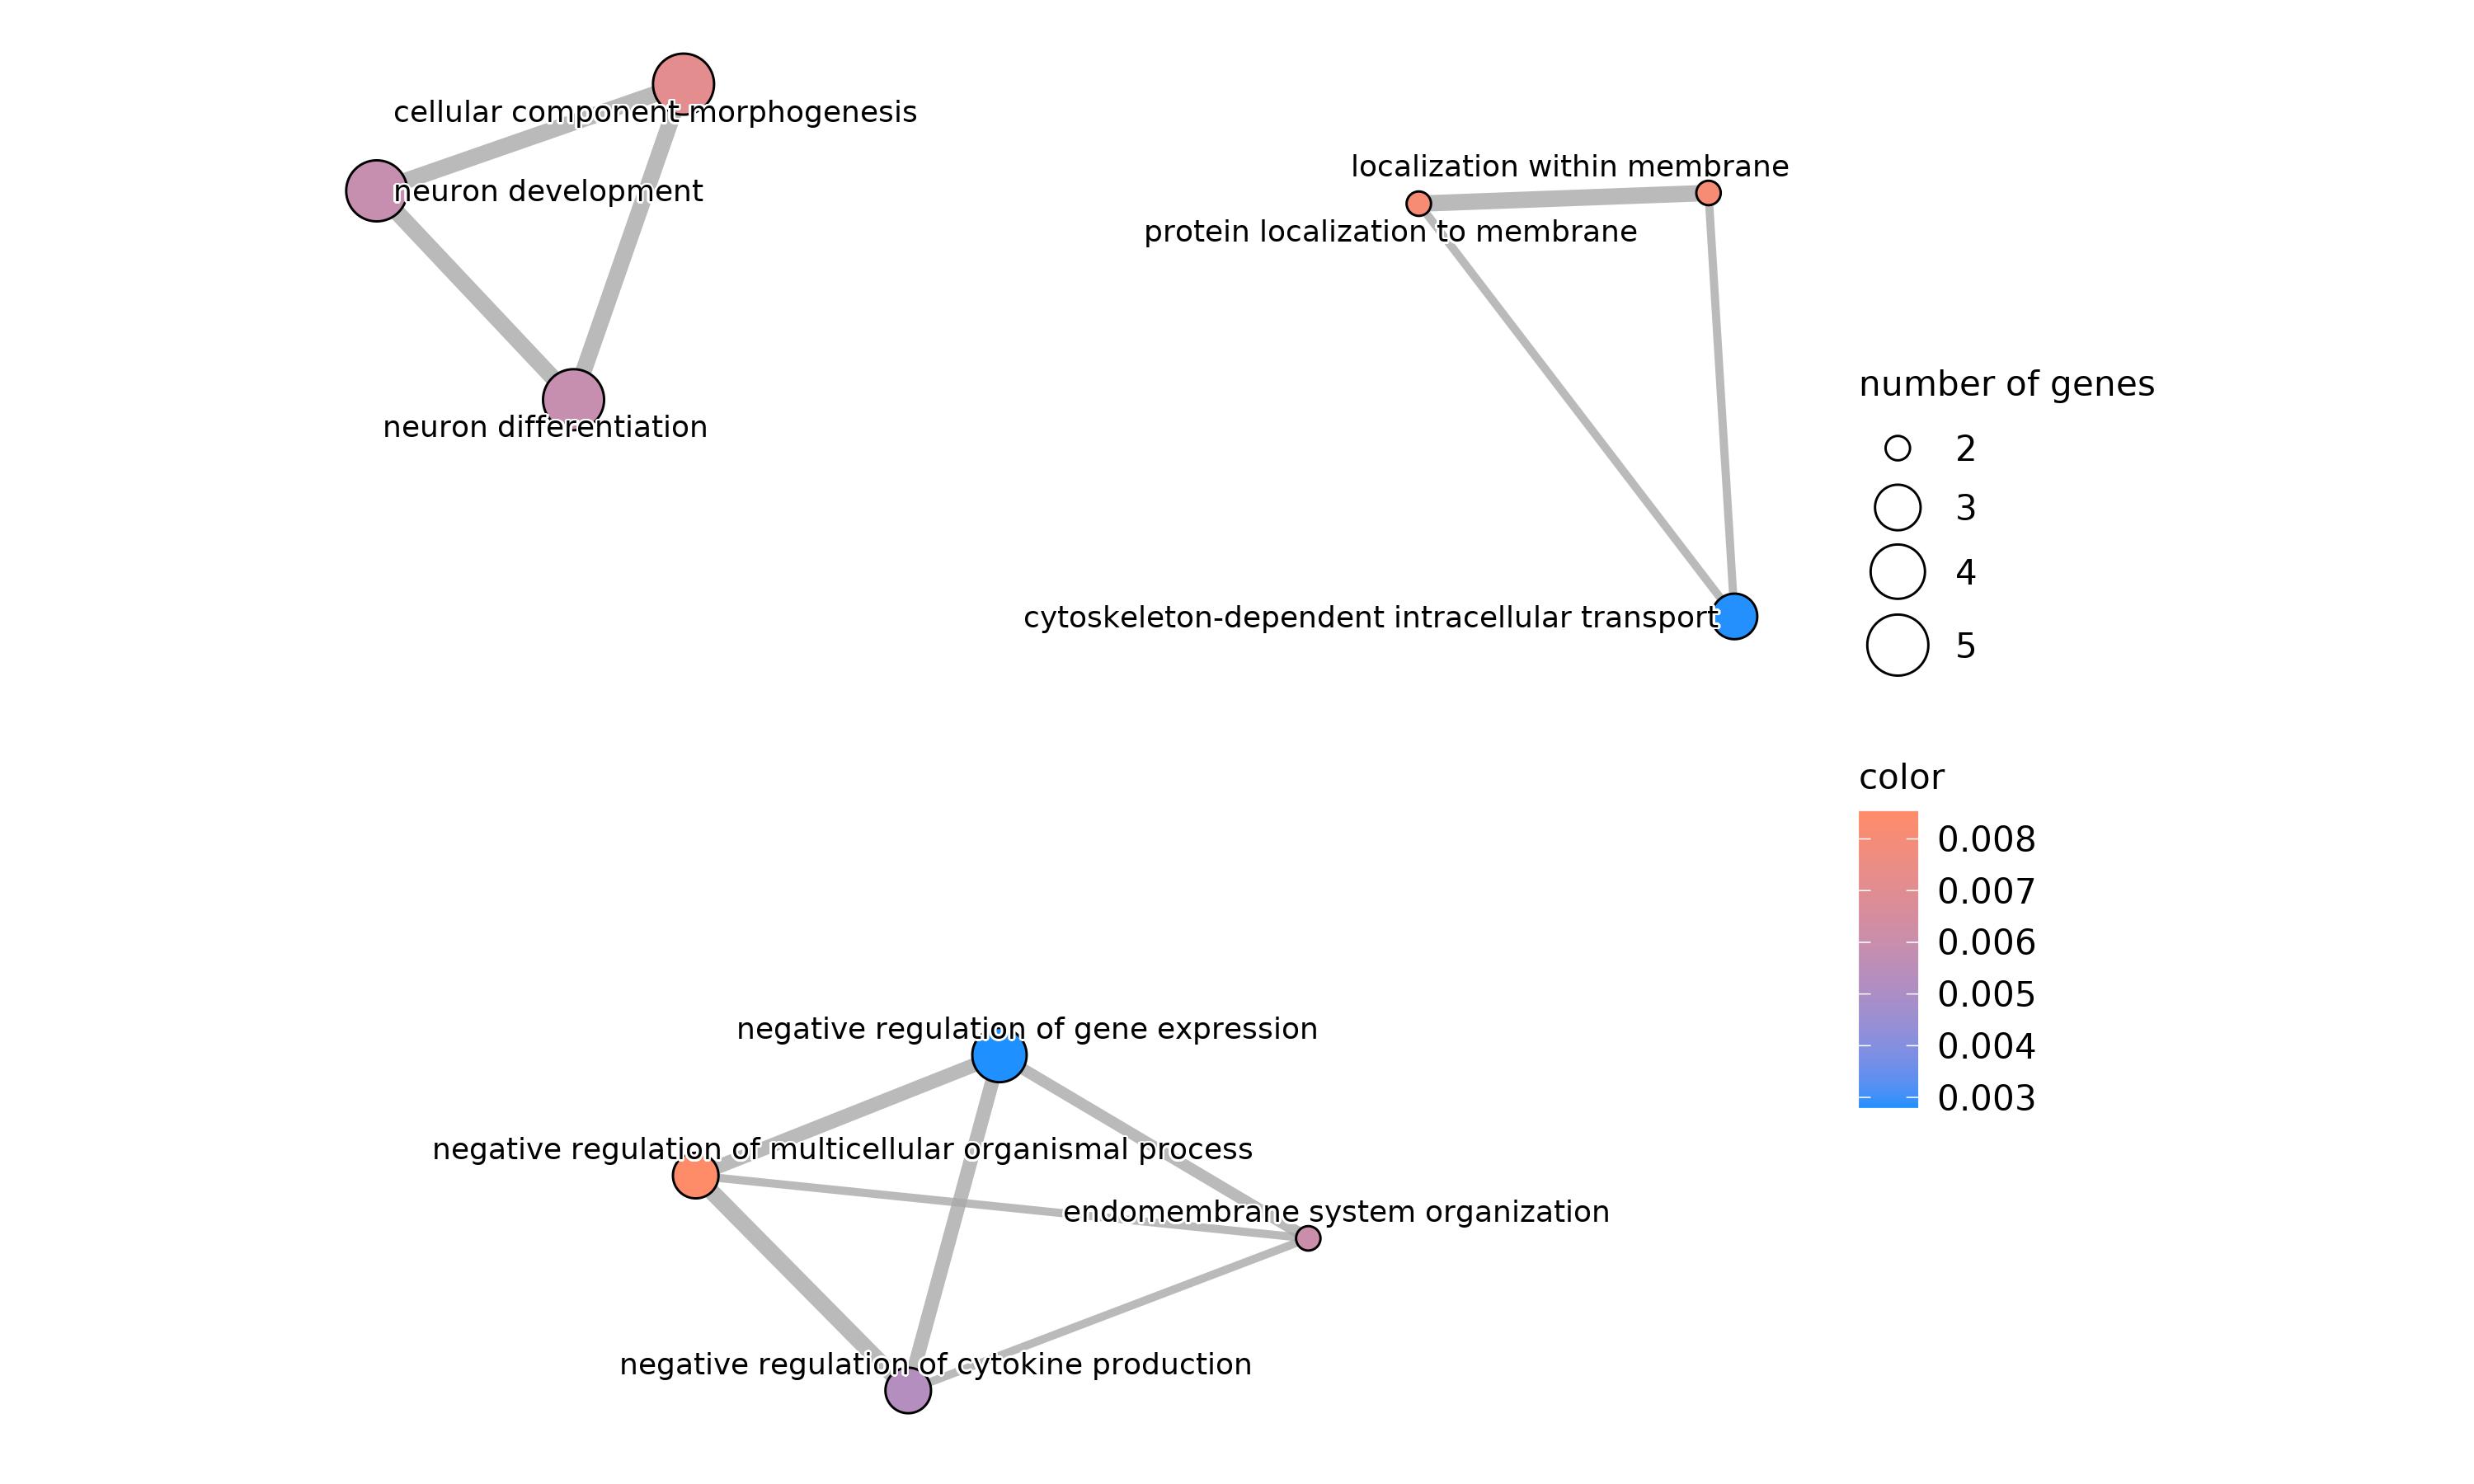 cellular component morphogenesis
neuron development
neuron differentiation
localization within membrane
protein localization to membrane
cytoskeleton-dependent intracellular transport
negative regulation of gene expression
negative regulation of multicellular organismal process
endomembrane system organization
negative regulation of cytokine production
number of genes
2
3
4
5
color
0.008
0.007
0.006
0.005
0.004
0.003